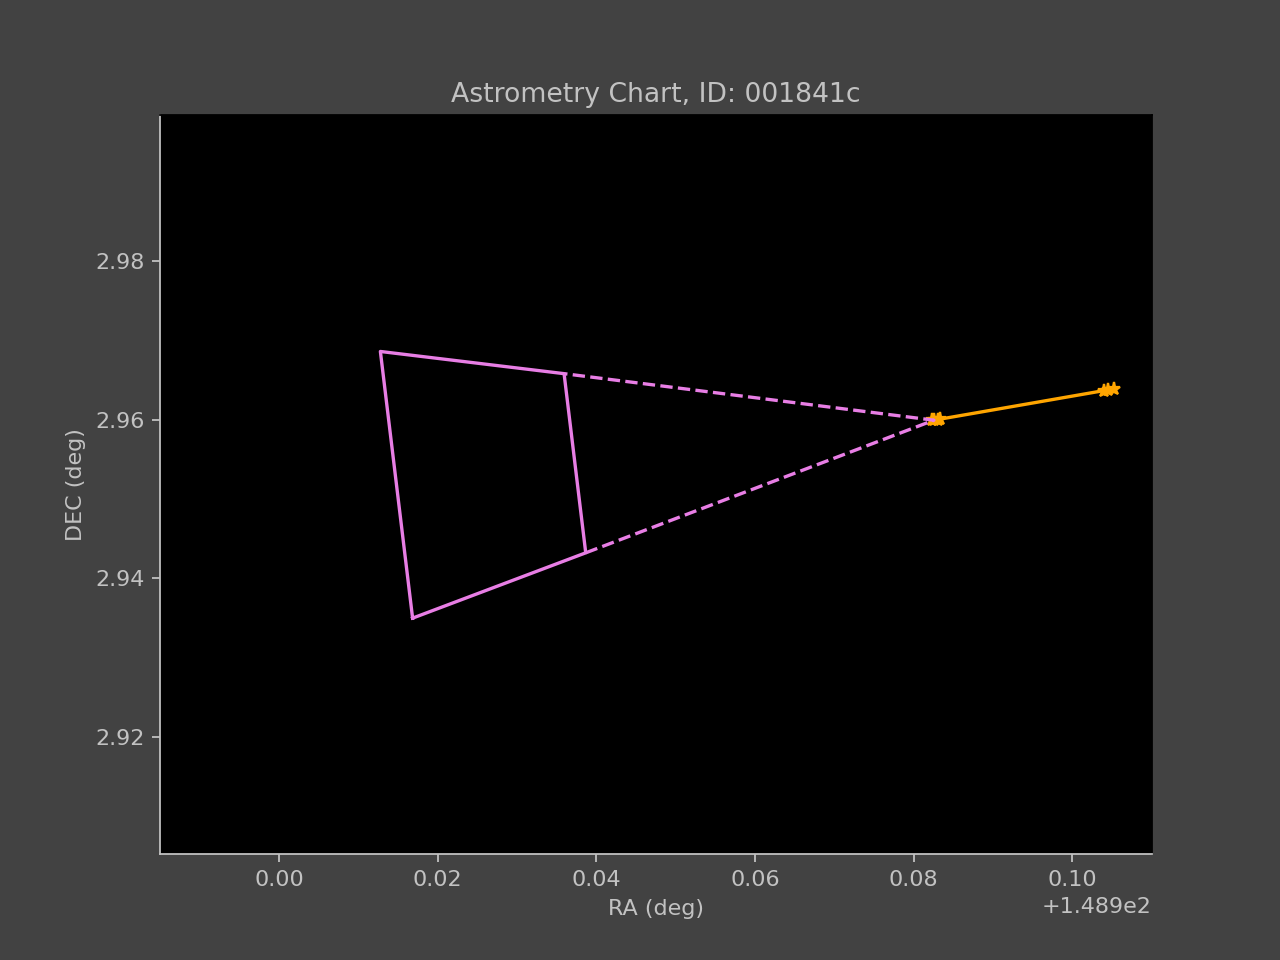 Astrometry Chart, ID: 001841c
DEC (deg)
2.98
2.96
2.94
2.92
0.00 0.02 0.04 0.06 0.08 0.10
RA (deg)
+1.489e2